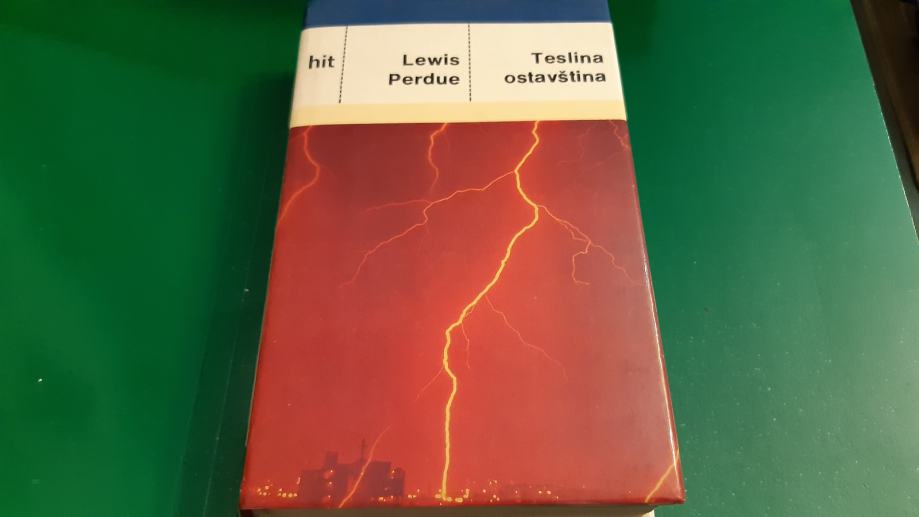 hit
Lewis
Perdue
Teslina
ostavština